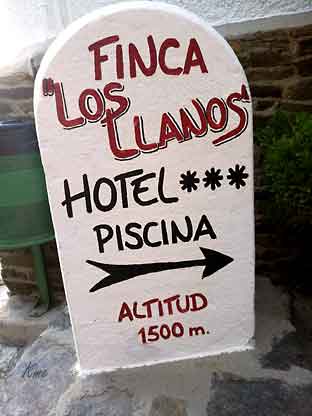 FINCA
"LOS
LLANOS"
HOTEL ***
PISCINA
ALTITUD
1500 m.